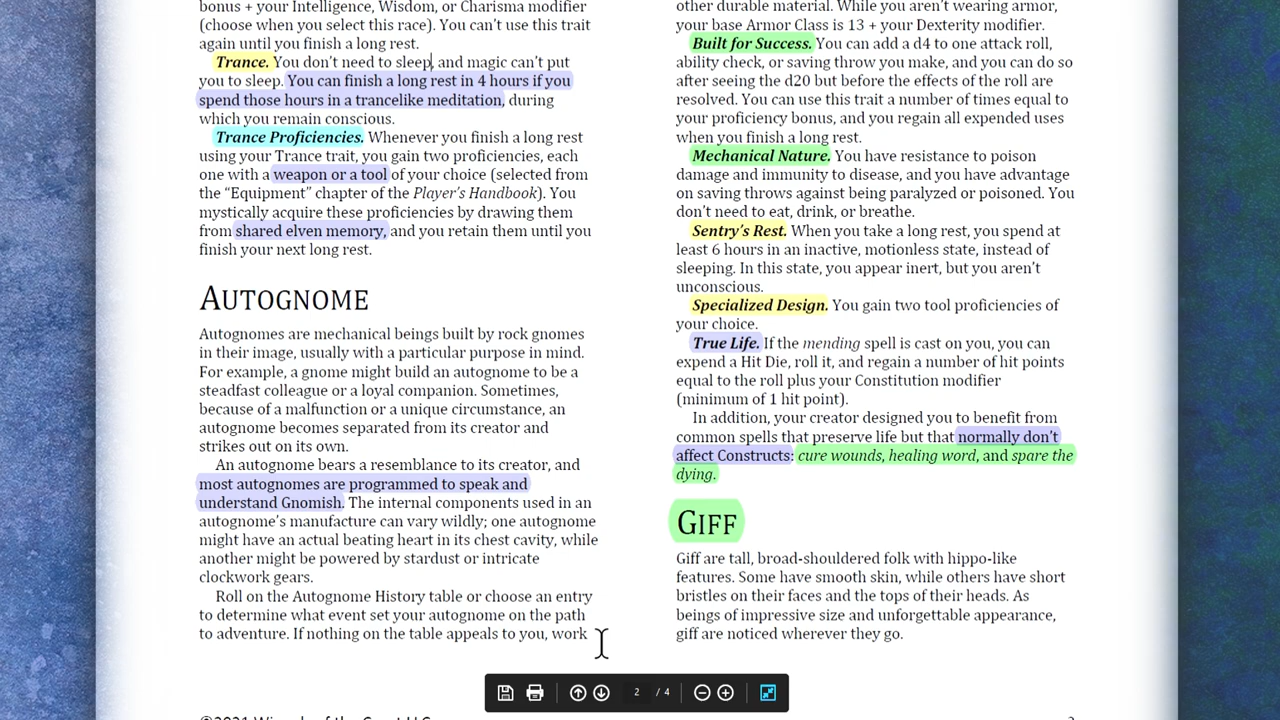 bonus + your Intelligence, Wisdom, or Charisma modifier
(choose when you select this race). You can't use this trait
again until you finish a long rest.
Trance. You don't need to sleep, and magic can't put
you to sleep. You can finish a long rest in 4 hours if you
spend those hours in a trancelike meditation, during
which you remain conscious.
Trance Proficiencies. Whenever you finish a long rest
using your Trance trait, you gain two proficiencies, each
one with a weapon or a tool of your choice (selected from
the “Equipment” chapter of the Player's Handbook). You
mystically acquire these proficiencies by drawing them
from shared elven memory, and you retain them until you
finish your next long rest.
AUTOGNOME
Autognomes are mechanical beings built by rock gnomes
in their image, usually with a particular purpose in mind.
For example, a gnome might build an autognome to be a
steadfast colleague or a loyal companion. Sometimes,
because of a malfunction or a unique circumstance, an
autognome becomes separated from its creator and
strikes out on its own.
An autognome bears a resemblance to its creator, and
most autognomes are programmed to speak and
understand Gnomish. The internal components used in an
autognome's manufacture can vary wildly; one autognome
might have an actual beating heart in its chest cavity, while
another might be powered by stardust or intricate
clockwork gears.
Roll on the Autognome History table or choose an entry
to determine what event set your autognome on the path
to adventure. If nothing on the table appeals to you, work
other durable material. While you aren't wearing armor,
your base Armor Class is 13 + your Dexterity modifier.
Built for Success. You can add a d4 to one attack roll,
ability check, or saving throw you make, and you can do so
after seeing the d20 but before the effects of the roll are
resolved. You can use this trait a number of times equal to
your proficiency bonus, and you regain all expended uses
when you finish a long rest.
Mechanical Nature. You have resistance to poison
damage and immunity to disease, and you have advantage
on saving throws against being paralyzed or poisoned. You
don't need to eat, drink, or breathe.
Sentry's Rest. When you take a long rest, you spend at
least 6 hours in an inactive, motionless state, instead of
sleeping. In this state, you appear inert, but you aren't
unconscious.
Specialized Design. You gain two tool proficiencies of
your choice.
True Life. If the mending spell is cast on you, you can
expend a Hit Die, roll it, and regain a number of hit points
equal to the roll plus your Constitution modifier
(minimum of 1 hit point).
In addition, your creator designed you to benefit from
common spells that preserve life but that normally don't
affect Constructs: cure wounds, healing word, and spare the
dying.
GIFF
Giff are tall, broad-shouldered folk with hippo-like
features. Some have smooth skin, while others have short
bristles on their faces and the tops of their heads. As
beings of impressive size and unforgettable appearance,
giff are noticed wherever they go.
2 / 4
©2021 Wizards of the Coast LLC